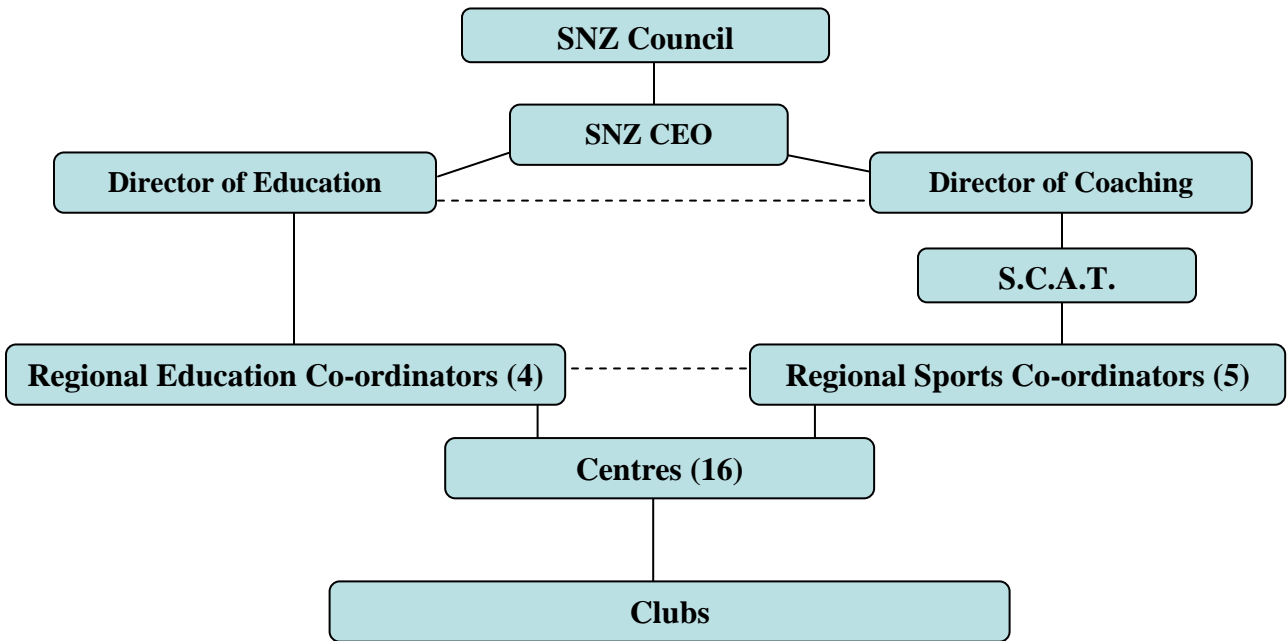 SNZ Council
SNZ CEO
Director of Education
Director of Coaching
S.C.A.T.
Regional Education Co-ordinators (4)
Regional Sports Co-ordinators (5)
Centres (16)
Clubs